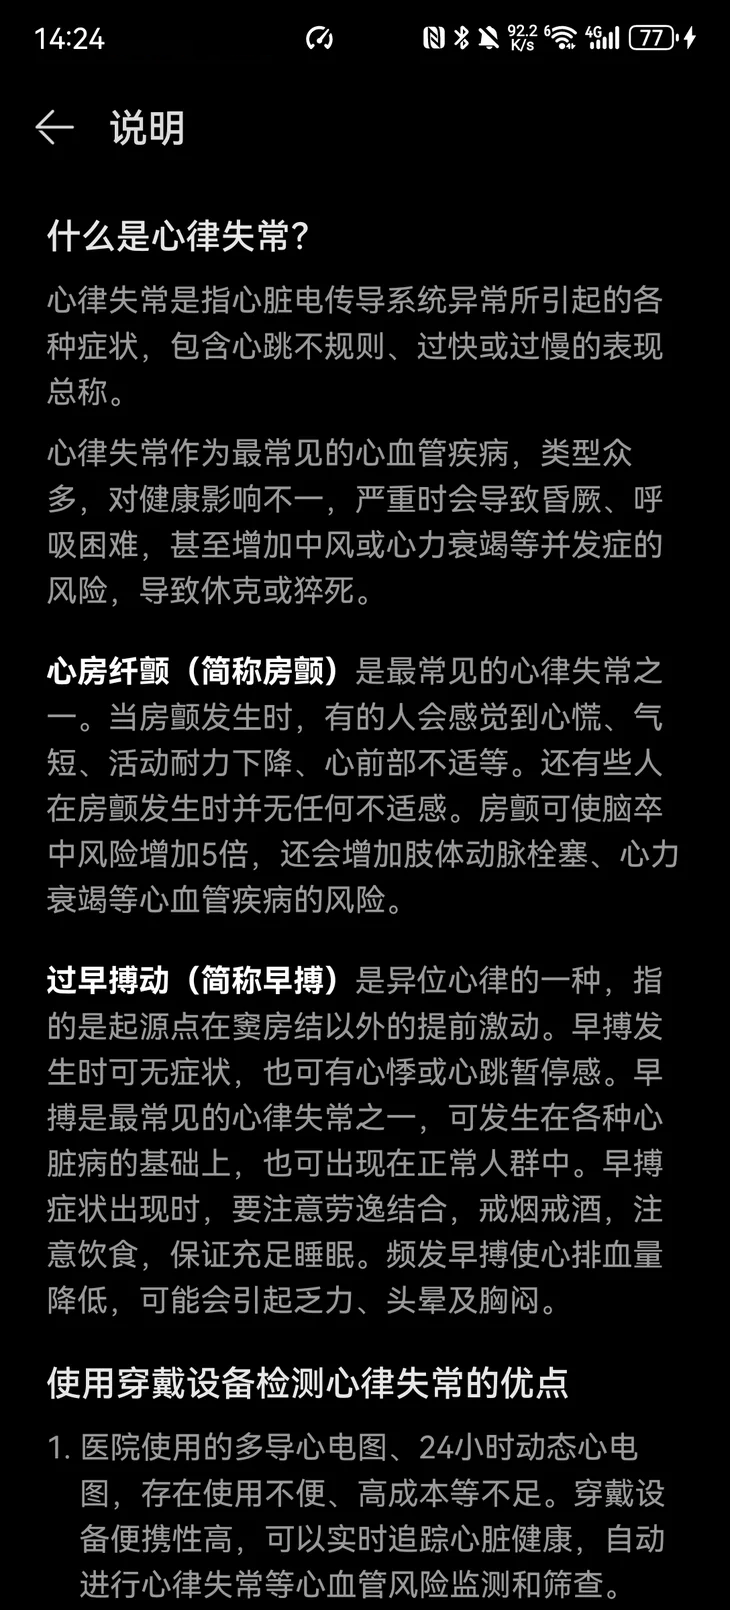 14:24
92.2 K/s
6
4G
77
说明
什么是心律失常？
心律失常是指心脏电传导系统异常所引起的各
种症状，包含心跳不规则、过快或过慢的表现
总称。
心律失常作为最常见的心血管疾病，类型众
多，对健康影响不一，严重时会导致昏厥、呼
吸困难，甚至增加中风或心力衰竭等并发症的
风险，导致休克或猝死。
心房纤颤（简称房颤）是最常见的心律失常之
一。当房颤发生时，有的人会感觉到心慌、气
短、活动耐力下降、心前部不适等。还有些人
在房颤发生时并无任何不适感。房颤可使脑卒
中风险增加5倍，还会增加肢体动脉栓塞、心力
衰竭等心血管疾病的风险。
过早搏动（简称早搏）是异位心律的一种，指
的是起源点在窦房结以外的提前激动。早搏发
生时可无症状，也可有心悸或心跳暂停感。早
搏是最常见的心律失常之一，可发生在各种心
脏病的基础上，也可出现在正常人群中。早搏
症状出现时，要注意劳逸结合，戒烟戒酒，注
意饮食，保证充足睡眠。频发早搏使心排血量
降低，可能会引起乏力、头晕及胸闷。
使用穿戴设备检测心律失常的优点
1. 医院使用的多导心电图、24小时动态心电
图，存在使用不便、高成本等不足。穿戴设
备便携性高，可以实时追踪心脏健康，自动
进行心律失常等心血管风险监测和筛查。